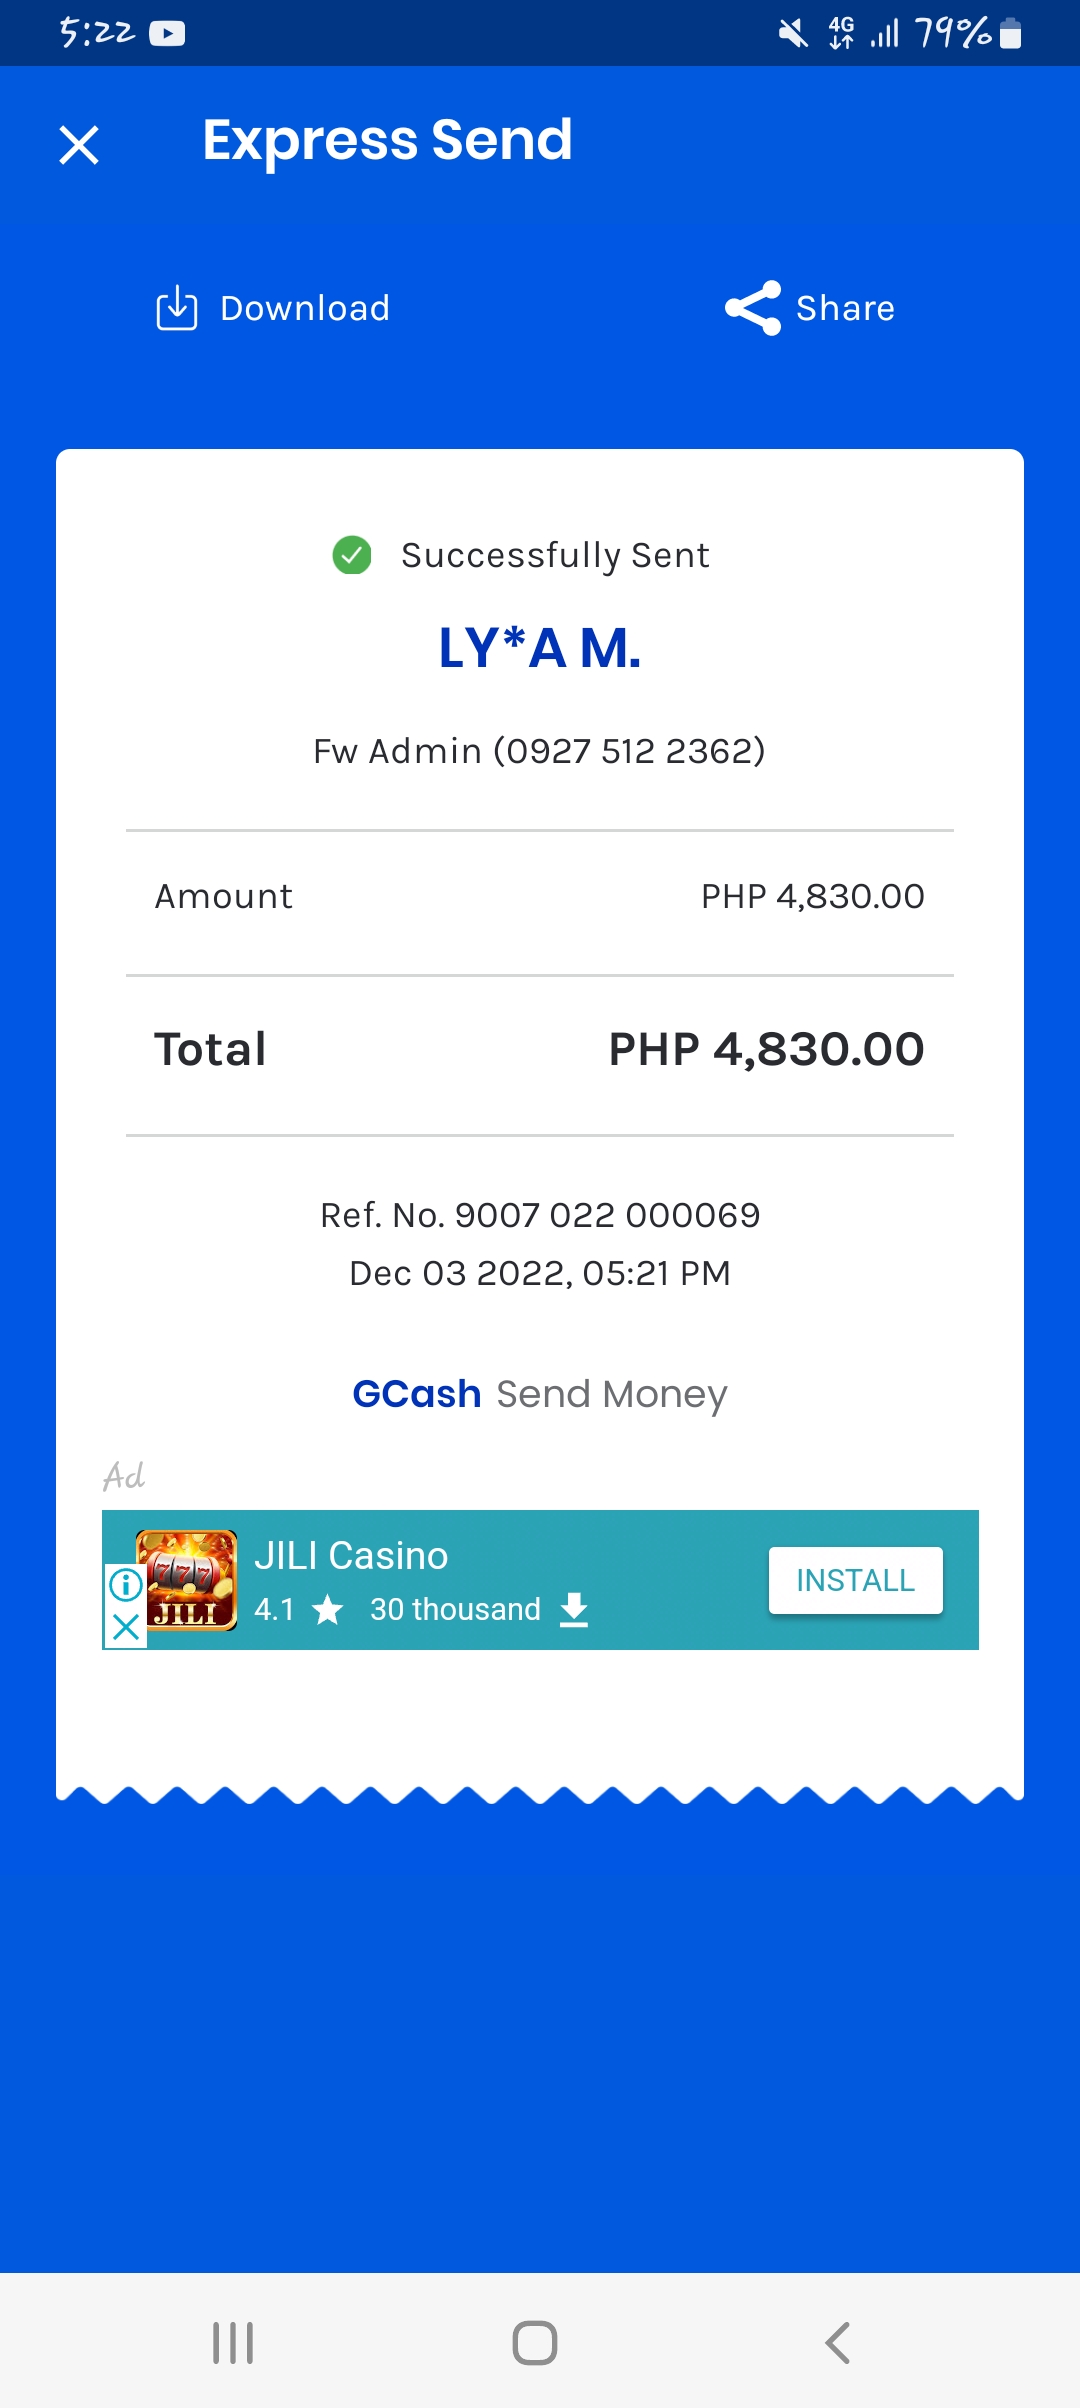 5:22
4G
79%
Express Send
Download
Share
Successfully Sent
LY*A M.
Fw Admin (0927 512 2362)
Amount PHP 4,830.00
Total PHP 4,830.00
Ref. No. 9007 022 000069
Dec 03 2022, 05:21 PM
GCash Send Money
Ad
777
JILI
JILI Casino
4.1 ★ 30 thousand
INSTALL